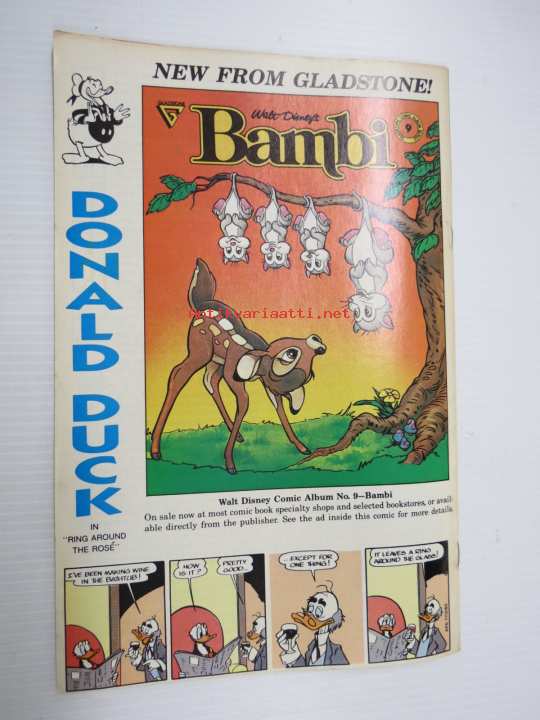 NEW FROM GLADSTONE!
GLADSTONE
Walt Disney's
Bambi
9
DONALD DUCK
IN
"RING AROUND
THE ROSÉ"
Walt Disney Comic Album No. 9—Bambi
On sale now at most comic book specialty shops and selected bookstores, or avail-
able directly from the publisher. See the ad inside this comic for more details.
I'VE BEEN MAKING WINE
IN THE BATHTUB!
HOW
IS IT?
PRETTY
GOOD...
...EXCEPT FOR
ONE THING!
IT LEAVES A RING
AROUND THE GLASS!